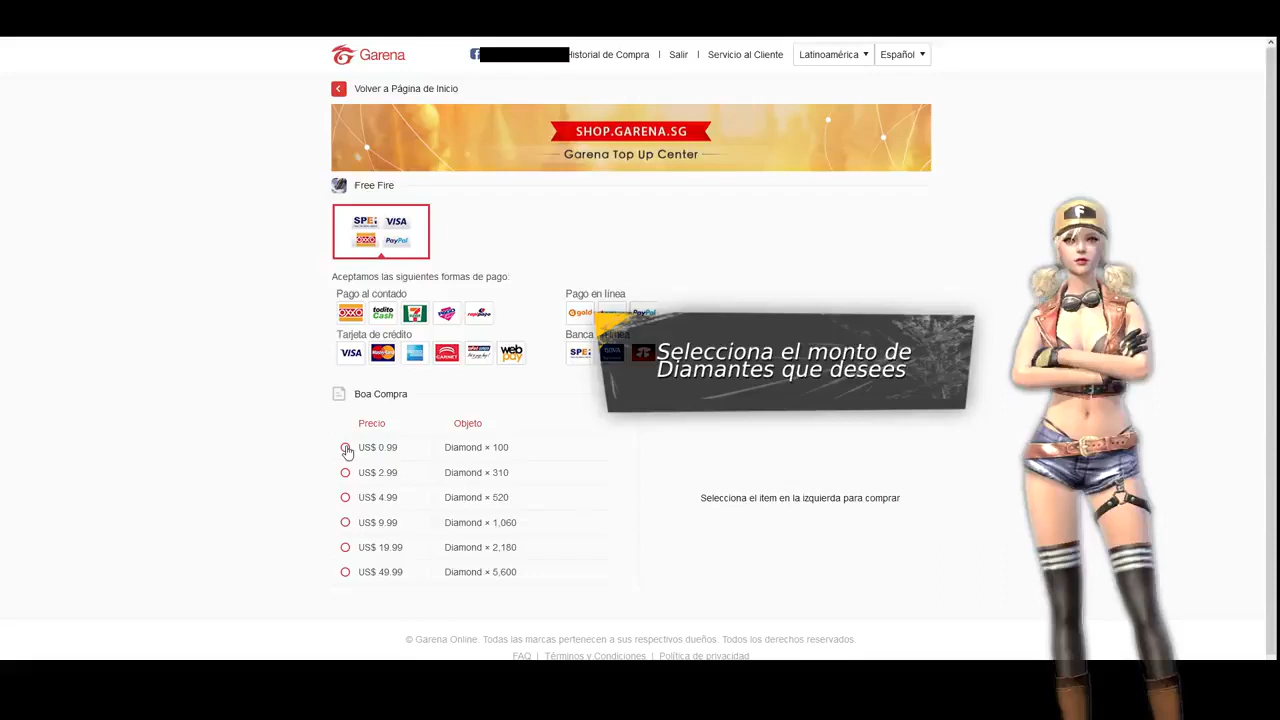 Garena
Historial de Compra | Salir | Servicio al Cliente Latinoamérica Español
Volver a Página de Inicio
SHOP.GARENA.SG
Garena Top Up Center
Free Fire
SPEi VISA
OXXO PayPal
Aceptamos las siguientes formas de pago:
Pago al contado
Pago en línea
OXXO todito Cash
gold PayPal
Tarjeta de crédito
Banca línea
VISA MasterCard CARNET web pay
SPEi BBVA
Selecciona el monto de
Diamantes que desees
Boa Compra
Precio Objeto
US$ 0.99 Diamond × 100
US$ 2.99 Diamond × 310
US$ 4.99 Diamond × 520
US$ 9.99 Diamond × 1,060
US$ 19.99 Diamond × 2,180
US$ 49.99 Diamond × 5,600
Selecciona el item en la izquierda para comprar
© Garena Online. Todas las marcas pertenecen a sus respectivos dueños. Todos los derechos reservados.
FAQ | Términos y Condiciones | Política de privacidad
F